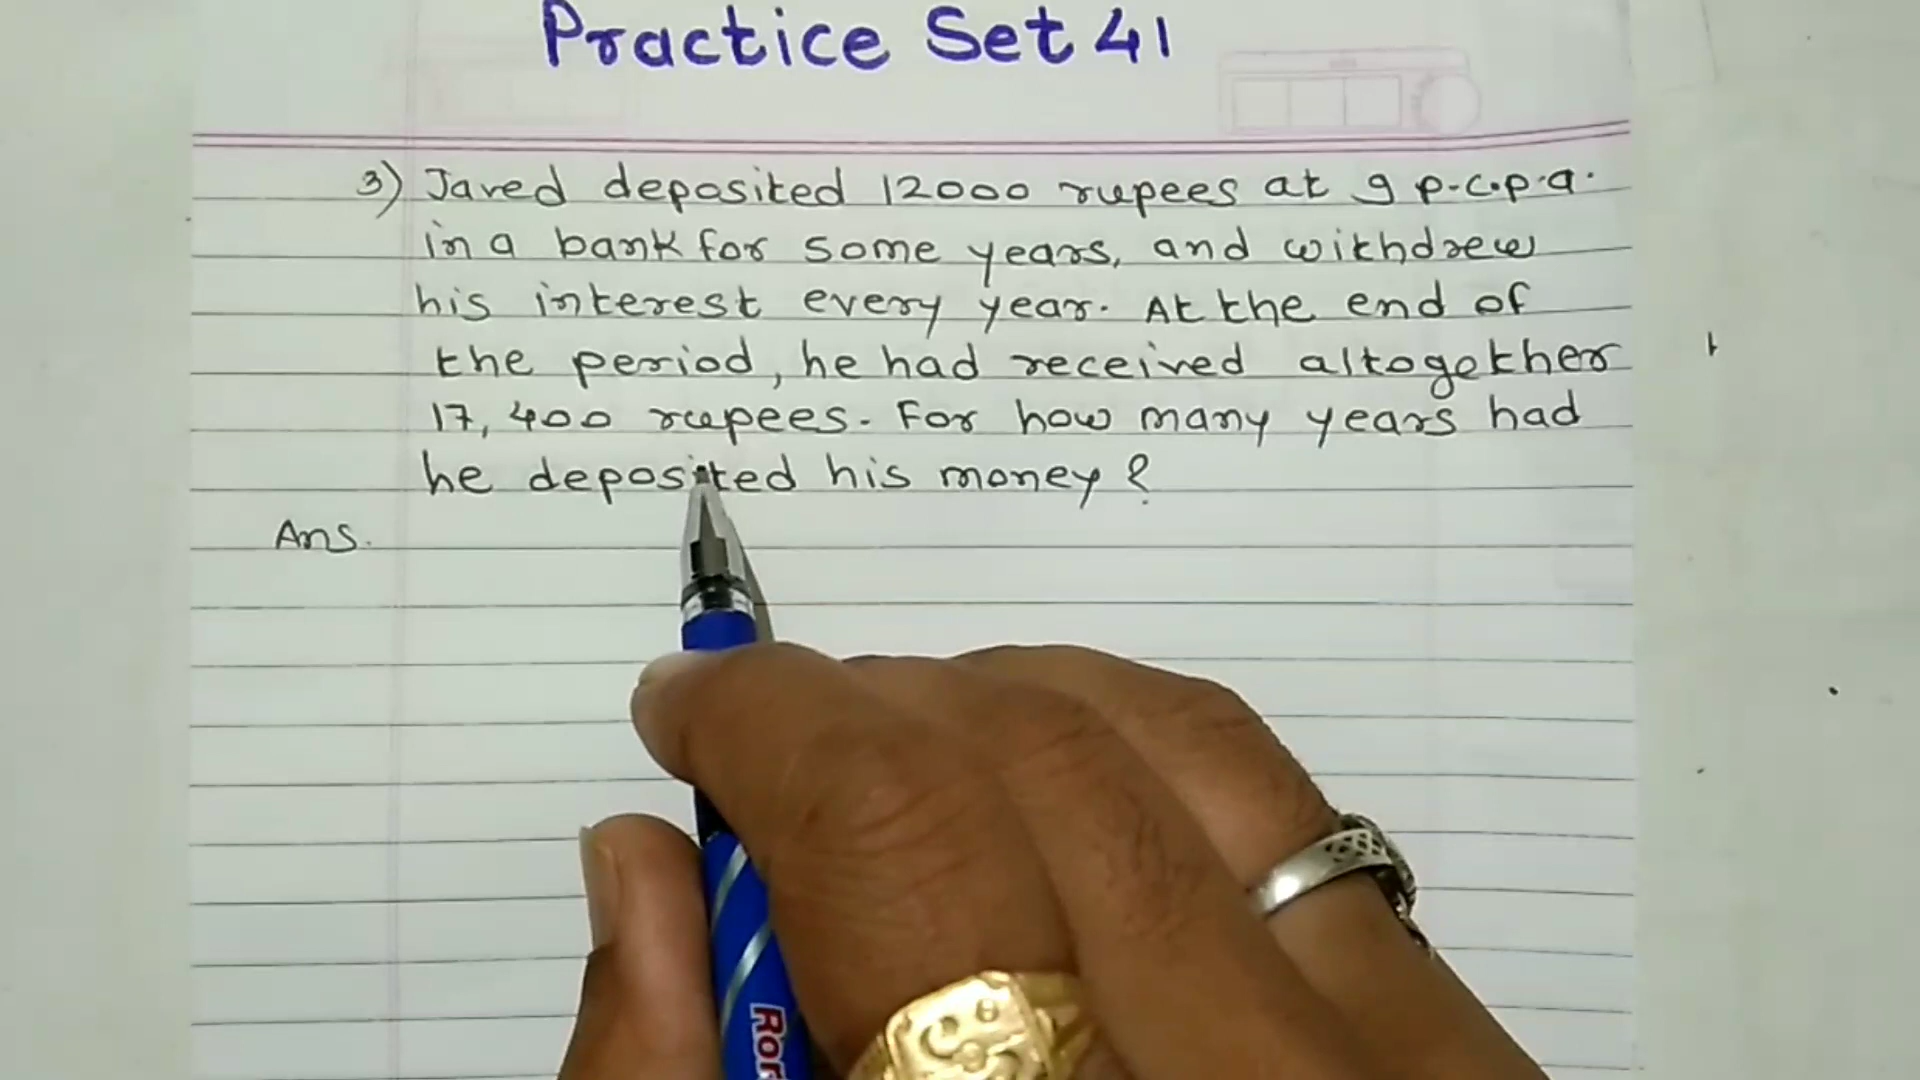 Practice Set 41
3) Javed deposited 12000 rupees at 9 p.c.p.a.
in a bank for some years, and withdrew
his interest every year. At the end of
the period, he had received altogether
17,400 rupees. For how many years had
he deposited his money?
Ans.